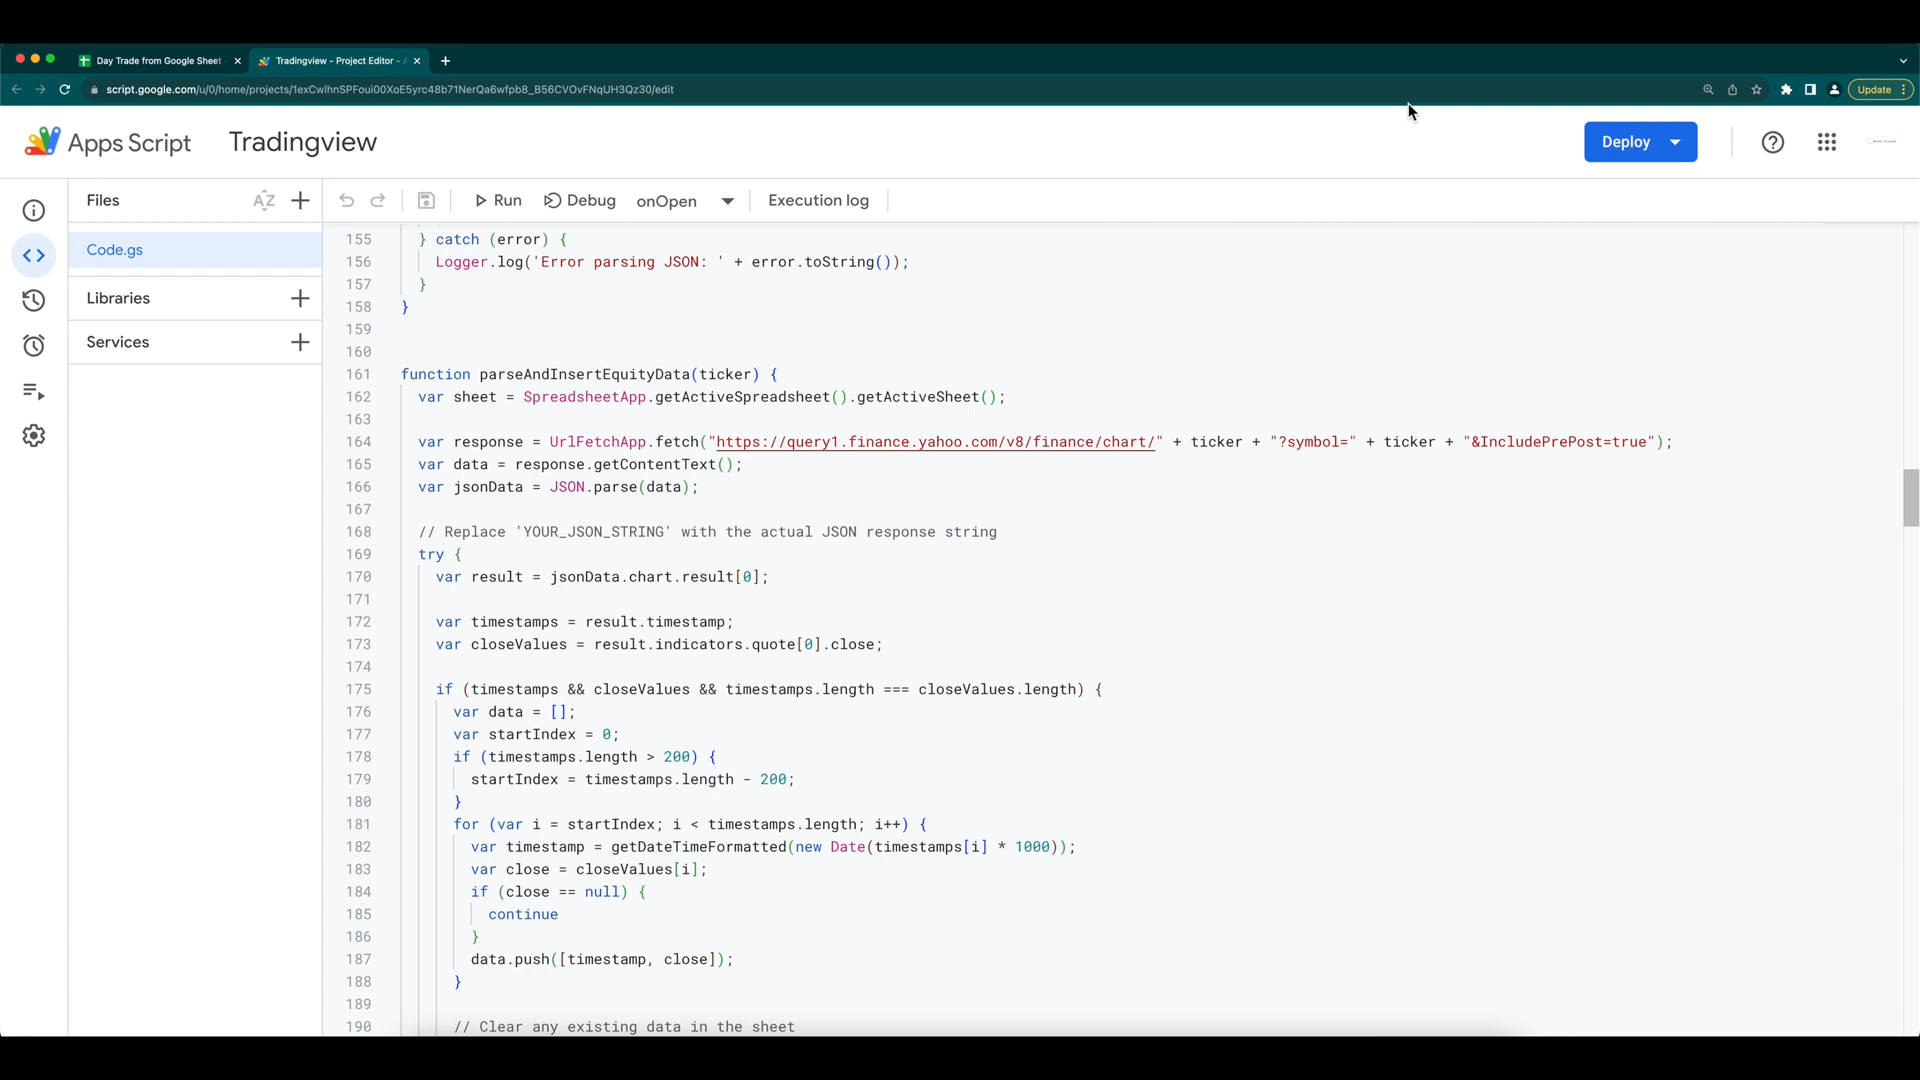 Day Trade from Google Sheet
Tradingview - Project Editor -
script.google.com/u/0/home/projects/1exCwlhnSPFoui00XoE5yrc48b71NerQa6wfpb8_B56CVOvFNqUH3Qz30/edit
Update
Apps Script
Tradingview
Deploy
Files
AZ
Run
Debug
onOpen
Execution log
Code.gs
Libraries
Services
155 } catch (error) {
156 Logger.log('Error parsing JSON: ' + error.toString());
157 }
158 }
159
160
161 function parseAndInsertEquityData(ticker) {
162 var sheet = SpreadsheetApp.getActiveSpreadsheet().getActiveSheet();
163
164 var response = UrlFetchApp.fetch("https://query1.finance.yahoo.com/v8/finance/chart/" + ticker + "?symbol=" + ticker + "&IncludePrePost=true");
165 var data = response.getContentText();
166 var jsonData = JSON.parse(data);
167
168 // Replace 'YOUR_JSON_STRING' with the actual JSON response string
169 try {
170 var result = jsonData.chart.result[0];
171
172 var timestamps = result.timestamp;
173 var closeValues = result.indicators.quote[0].close;
174
175 if (timestamps && closeValues && timestamps.length === closeValues.length) {
176 var data = [];
177 var startIndex = 0;
178 if (timestamps.length > 200) {
179 startIndex = timestamps.length - 200;
180 }
181 for (var i = startIndex; i < timestamps.length; i++) {
182 var timestamp = getDateTimeFormatted(new Date(timestamps[i] * 1000));
183 var close = closeValues[i];
184 if (close == null) {
185 continue
186 }
187 data.push([timestamp, close]);
188 }
189
190 // Clear any existing data in the sheet